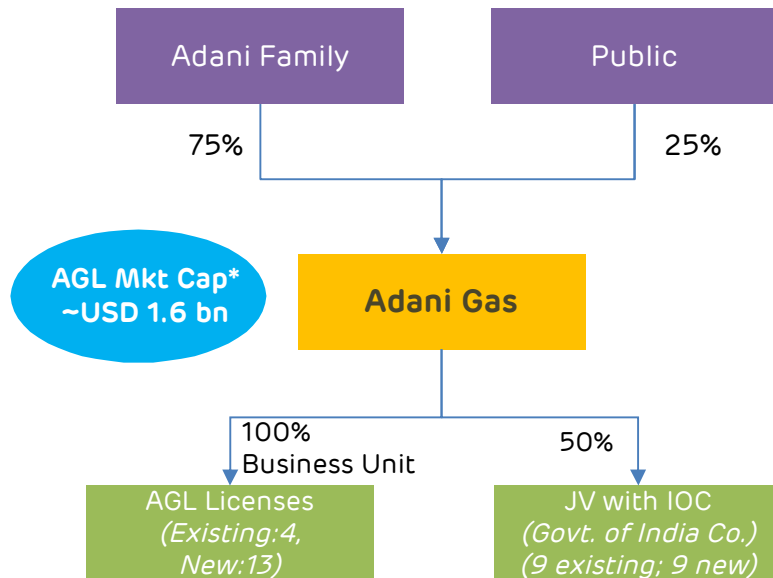 Adani Family
Public
75%
25%
AGL Mkt Cap*
~USD 1.6 bn
Adani Gas
100%
Business Unit
50%
AGL Licenses
(Existing:4,
New:13)
JV with IOC
(Govt. of India Co.)
(9 existing; 9 new)